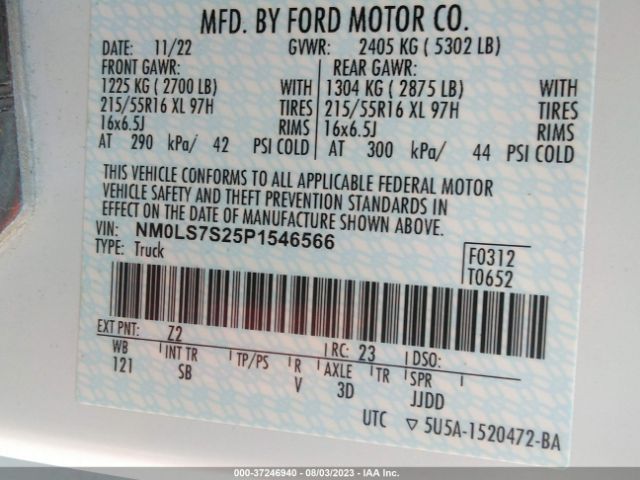 MFD. BY FORD MOTOR CO.
DATE: 11/22 GVWR: 2405 KG ( 5302 LB)
FRONT GAWR: REAR GAWR:
1225 KG ( 2700 LB) WITH 1304 KG ( 2875 LB) WITH
215/55R16 XL 97H TIRES 215/55R16 XL 97H TIRES
16x6.5J RIMS 16x6.5J RIMS
AT 290 kPa/ 42 PSI COLD AT 300 kPa/ 44 PSI COLD
THIS VEHICLE CONFORMS TO ALL APPLICABLE FEDERAL MOTOR
VEHICLE SAFETY AND THEFT PREVENTION STANDARDS IN
EFFECT ON THE DATE OF MANUFACTURE SHOWN ABOVE.
VIN: NM0LS7S25P1546566
TYPE: Truck
F0312
T0652
EXT PNT: Z2 RC: 23 DSO:
WB INT TR TP/PS R AXLE TR SPR
121 SB V 3D JJDD
UTC ▽ 5U5A-1520472-BA
000-37246940 - 08/03/2023 - IAA Inc.